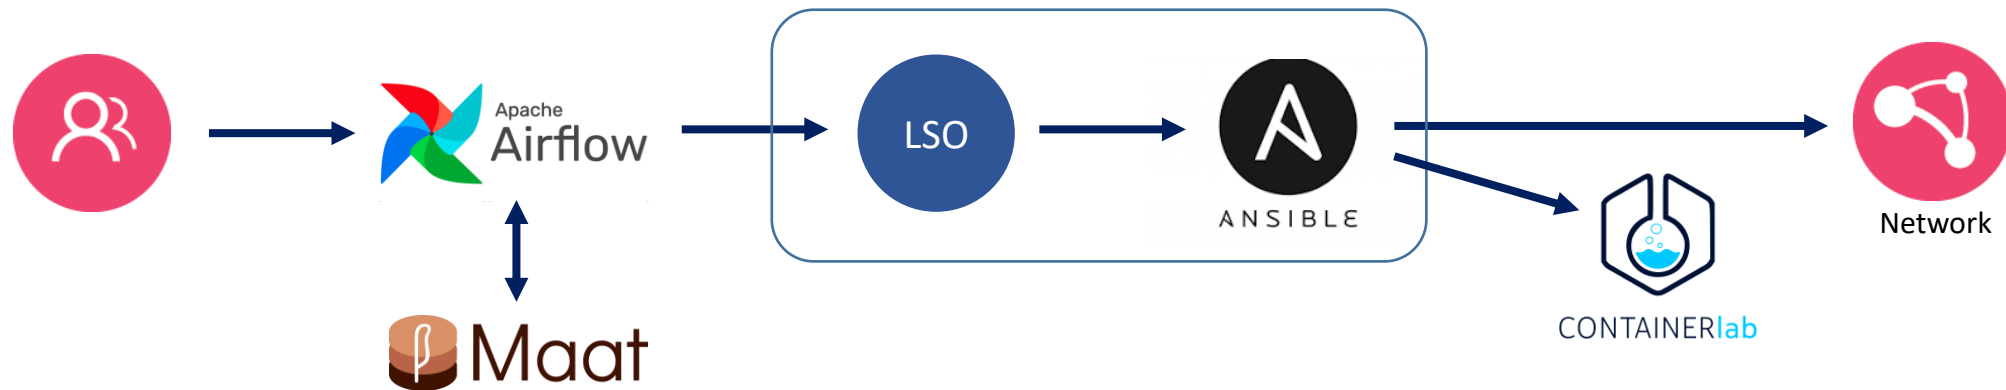 Apache
Airflow
LSO
ANSIBLE
Network
CONTAINERlab
Maat